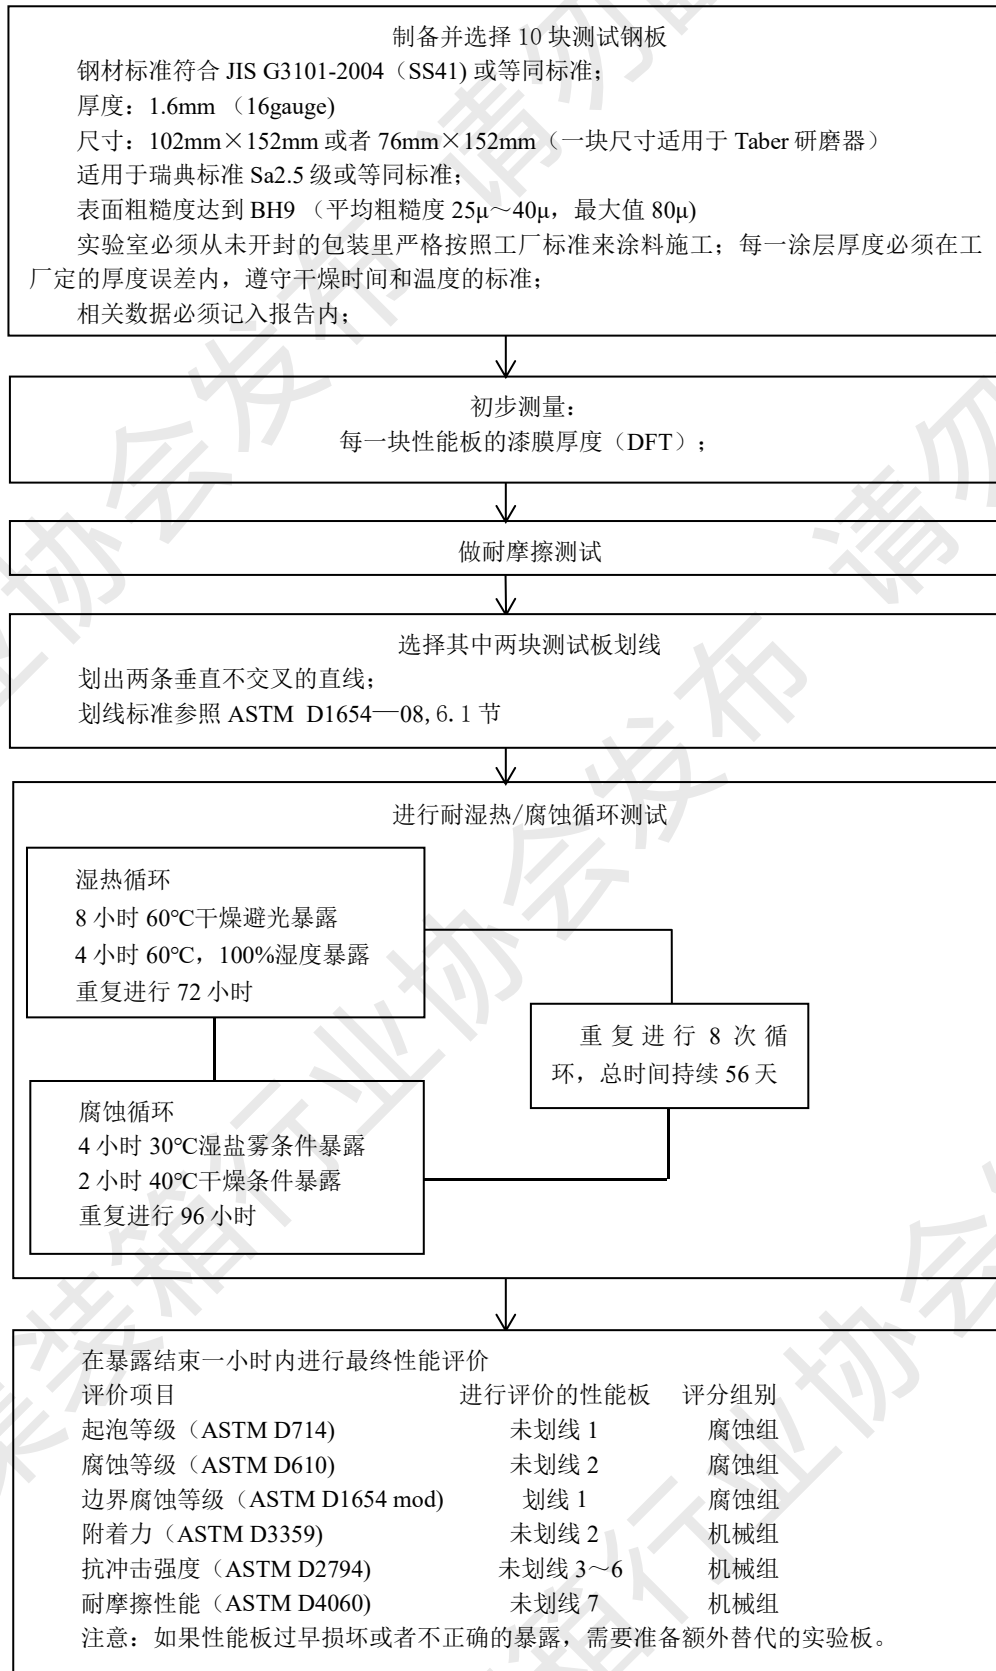 制备并选择 10 块测试钢板
钢材标准符合 JIS G3101-2004（SS41) 或等同标准；
厚度：1.6mm （16gauge)
尺寸：102mm×152mm 或者 76mm×152mm（一块尺寸适用于 Taber 研磨器）
适用于瑞典标准 Sa2.5 级或等同标准；
表面粗糙度达到 BH9 （平均粗糙度 25μ～40μ，最大值 80μ)
实验室必须从未开封的包装里严格按照工厂标准来涂料施工；每一涂层厚度必须在工
厂定的厚度误差内，遵守干燥时间和温度的标准；
相关数据必须记入报告内；
初步测量：
每一块性能板的漆膜厚度（DFT）；
做耐摩擦测试
选择其中两块测试板划线
划出两条垂直不交叉的直线；
划线标准参照 ASTM D1654—08,6.1 节
进行耐湿热/腐蚀循环测试
湿热循环
8 小时 60℃干燥避光暴露
4 小时 60℃，100%湿度暴露
重复进行 72 小时
重复进行 8 次循
环，总时间持续 56 天
腐蚀循环
4 小时 30℃湿盐雾条件暴露
2 小时 40℃干燥条件暴露
重复进行 96 小时
在暴露结束一小时内进行最终性能评价
评价项目 进行评价的性能板 评分组别
起泡等级（ASTM D714) 未划线 1 腐蚀组
腐蚀等级（ASTM D610) 未划线 2 腐蚀组
边界腐蚀等级（ASTM D1654 mod) 划线 1 腐蚀组
附着力（ASTM D3359) 未划线 2 机械组
抗冲击强度（ASTM D2794) 未划线 3～6 机械组
耐摩擦性能（ASTM D4060) 未划线 7 机械组
注意：如果性能板过早损坏或者不正确的暴露，需要准备额外替代的实验板。
业协会发布 请勿
集装箱行业协会发布 请勿
箱行业协会